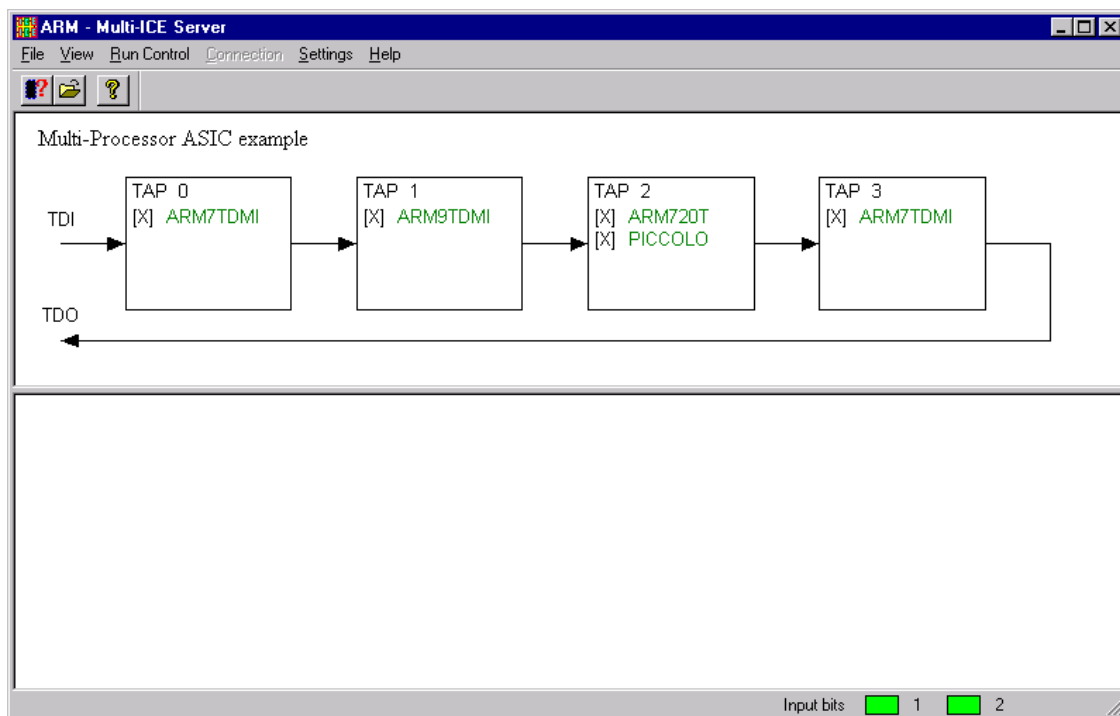 ARM - Multi-ICE Server
File View Run Control Connection Settings Help
Multi-Processor ASIC example
TAP 0
[X] ARM7TDMI
TAP 1
[X] ARM9TDMI
TAP 2
[X] ARM720T
[X] PICCOLO
TAP 3
[X] ARM7TDMI
TDI
TDO
Input bits 1 2